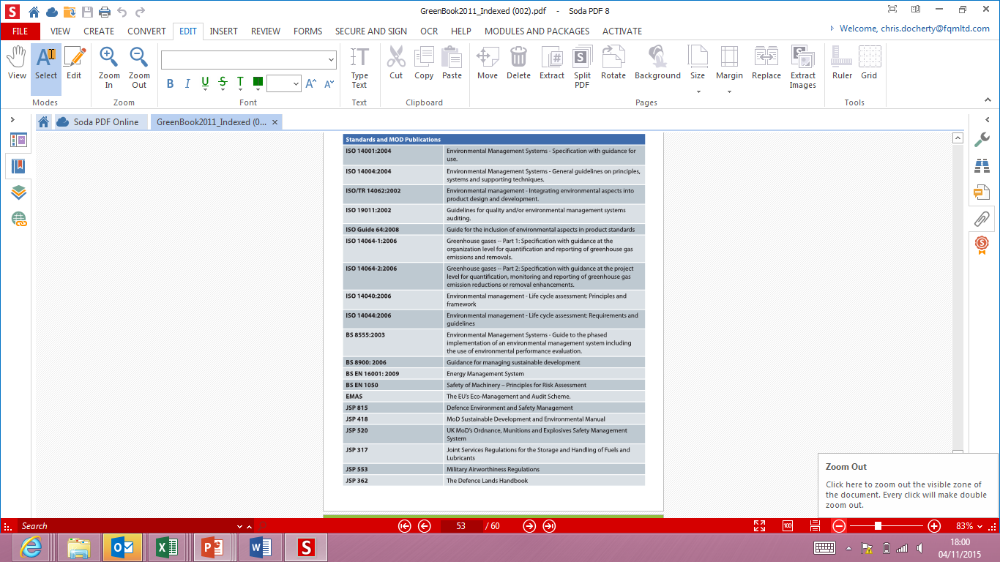 GreenBook2011_Indexed (002).pdf - Soda PDF 8
FILE VIEW CREATE CONVERT EDIT INSERT REVIEW FORMS SECURE AND SIGN OCR HELP MODULES AND PACKAGES ACTIVATE
Welcome, chris.docherty@fqmltd.com
View Select Edit Zoom In Zoom Out Type Text Cut Copy Paste Move Delete Extract Split PDF Rotate Background Size Margin Replace Extract Images Ruler Grid
B I U S T A^ A˅
Modes Zoom Font Text Clipboard Pages Tools
Soda PDF Online GreenBook2011_Indexed (0...
Standards and MOD Publications
ISO 14001:2004 Environmental Management Systems - Specification with guidance for
use.
ISO 14004:2004 Environmental Management Systems - General guidelines on principles,
systems and supporting techniques.
ISO/TR 14062:2002 Environmental management - Integrating environmental aspects into
product design and development.
ISO 19011:2002 Guidelines for quality and/or environmental management systems
auditing.
ISO Guide 64:2008 Guide for the inclusion of environmental aspects in product standards
ISO 14064-1:2006 Greenhouse gases -- Part 1: Specification with guidance at the
organization level for quantification and reporting of greenhouse gas
emissions and removals.
ISO 14064-2:2006 Greenhouse gases -- Part 2: Specification with guidance at the project
level for quantification, monitoring and reporting of greenhouse gas
emission reductions or removal enhancements.
ISO 14040:2006 Environmental management - Life cycle assessment: Principles and
framework
ISO 14044:2006 Environmental management - Life cycle assessment: Requirements and
guidelines
BS 8555:2003 Environmental Management Systems - Guide to the phased
implementation of an environmental management system including
the use of environmental performance evaluation.
BS 8900: 2006 Guidance for managing sustainable development
BS EN 16001: 2009 Energy Management System
BS EN 1050 Safety of Machinery – Principles for Risk Assessment
EMAS The EU's Eco-Management and Audit Scheme.
JSP 815 Defence Environment and Safety Management
JSP 418 MoD Sustainable Development and Environmental Manual
JSP 520 UK MoD's Ordnance, Munitions and Explosives Safety Management
System
JSP 317 Joint Services Regulations for the Storage and Handling of Fuels and
Lubricants
JSP 553 Military Airworthiness Regulations
JSP 362 The Defence Lands Handbook
Zoom Out
Click here to zoom out the visible zone of
the document. Every click will make double
zoom out.
Search 53 / 60 100 83%
18:00
04/11/2015